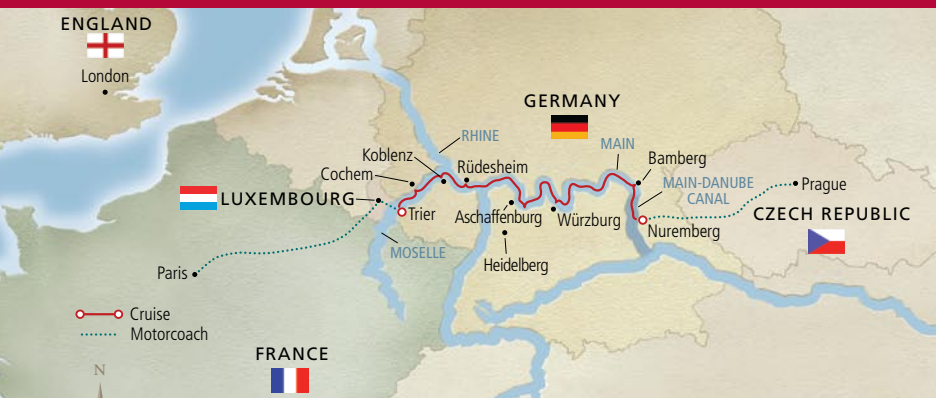 ENGLAND
London
GERMANY
RHINE
MAIN
Koblenz
Rüdesheim
Bamberg
Cochem
MAIN-DANUBE
CANAL
Prague
LUXEMBOURG
Trier
Aschaffenburg
Würzburg
CZECH REPUBLIC
Nuremberg
MOSELLE
Heidelberg
Paris
Cruise
Motorcoach
FRANCE
N